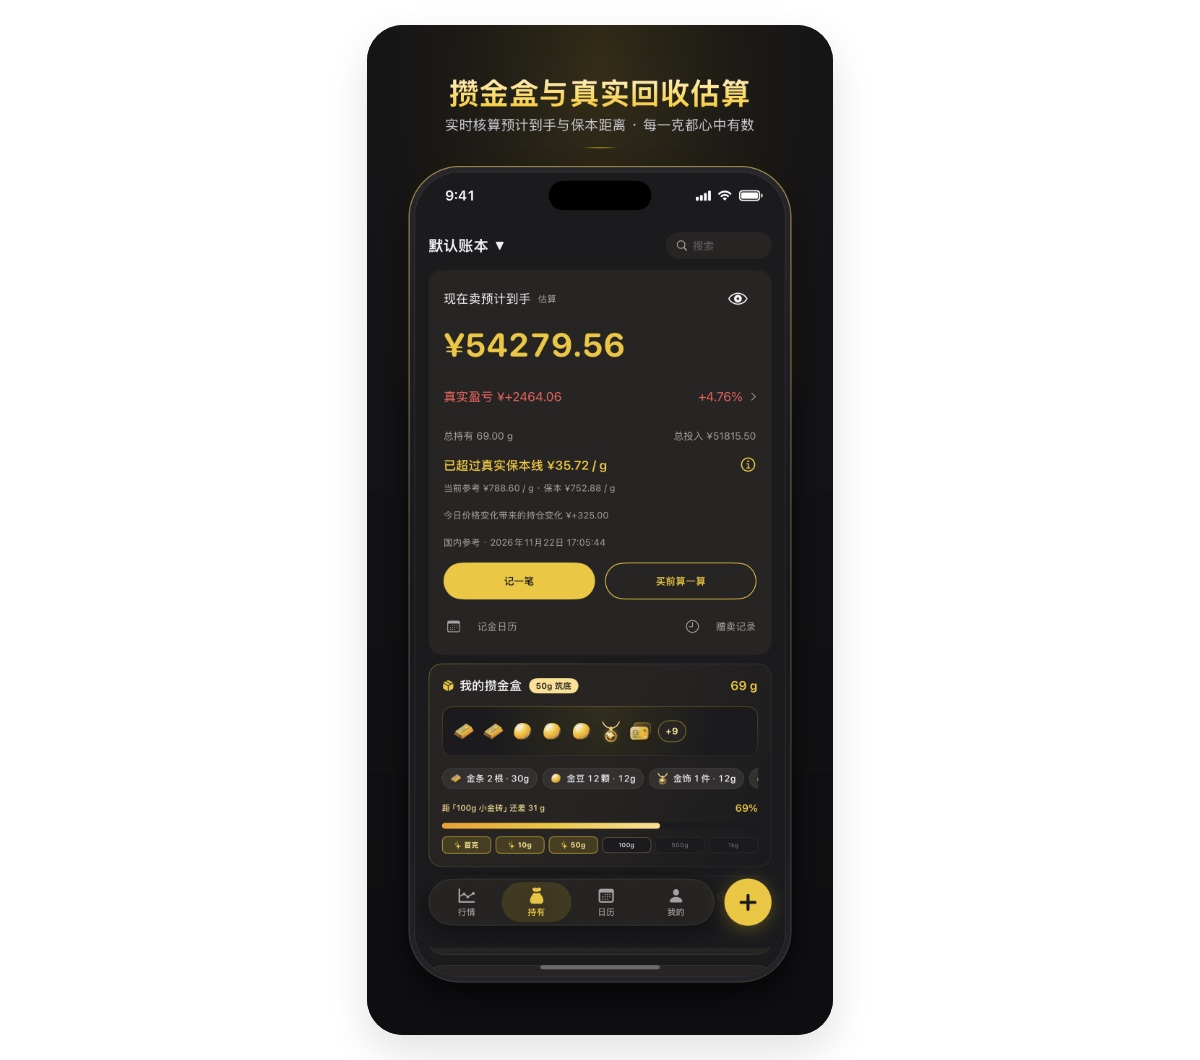 攒金盒与真实回收估算
实时核算预计到手与保本距离 · 每一克都心中有数
9:41
默认账本 ▼ 搜索
现在卖预计到手 估算
¥54279.56
真实盈亏 ¥+2464.06 +4.76%
总持有 69.00 g 总投入 ¥51815.50
已超过真实保本线 ¥35.72 / g
当前参考 ¥788.60 / g · 保本 ¥752.88 / g
今日价格变化带来的持仓变化 ¥+325.00
国内参考 · 2026年11月22日 17:05:44
记一笔 买前算一算
记金日历 赠卖记录
我的攒金盒 50g 筑底 69 g
+9
金条 2 根 · 30g 金豆 12 颗 · 12g 金饰 1 件 · 12g
距「100g 小金砖」还差 31 g 69%
首克 10g 50g 100g 500g 1kg
行情 持有 日历 我的